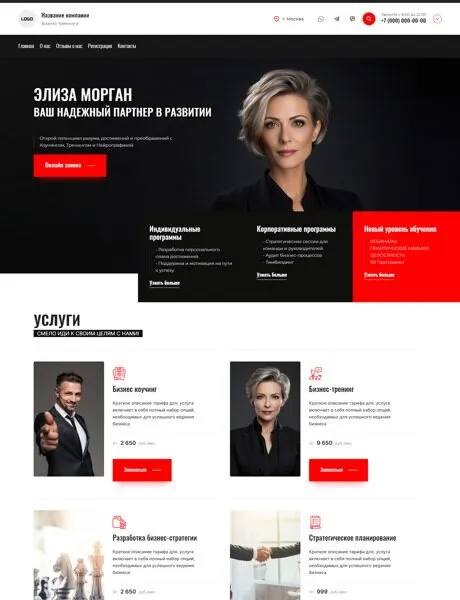 LOGO
Название компании
Бизнес-тренинги
г. Москва
Звоните с 8:00 до 22:00
+7 (000) 000-00-00
Главная О нас Отзывы о нас Регистрация Контакты
ЭЛИЗА МОРГАН
ВАШ НАДЕЖНЫЙ ПАРТНЕР В РАЗВИТИИ
Открой потенциал разума, достижений и преображений с
Коучингом, Тренингом и Нейрографикой
Онлайн заявка
Индивидуальные
программы
- Разработка персонального
плана достижений.
- Поддержка и мотивация на пути
к успеху
Узнать больше
Корпоративные программы
- Стратегические сессии для
команды и руководителей.
- Аудит бизнес-процессов
- Тимбилдинг
Узнать больше
Новый уровень обучения
ВЕБИНАРЫ
ПРАКТИЧЕСКИЕ НАВЫКИ
ЦЕЛОСТНОСТЬ
90 Программы
Узнать больше
УСЛУГИ
СМЕЛО ИДИ К СВОИМ ЦЕЛЯМ С НАМИ!
Бизнес коучинг
Краткое описание тарифа для, услуга
включает в себя полный набор опций,
необходимых для успешного ведения
бизнеса
от 2 650 руб./мес.
Записаться
Бизнес-тренинг
Краткое описание тарифа для, услуга
включает в себя полный набор опций,
необходимых для успешного ведения
бизнеса
от 9 650 руб./мес.
Записаться
Разработка бизнес-стратегии
Краткое описание тарифа для, услуга
включает в себя полный набор опций,
необходимых для успешного ведения
бизнеса
от 2 650 руб./мес.
Стратегическое планирование
Краткое описание тарифа для, услуга
включает в себя полный набор опций,
необходимых для успешного ведения
бизнеса
от 999 руб./мес.